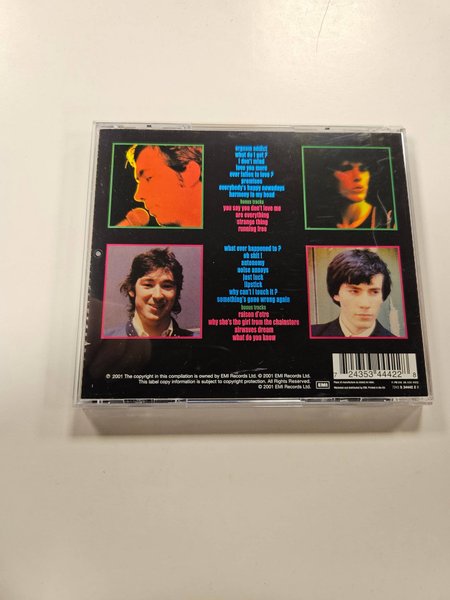 orgasm addict
what do i get ?
i don't mind
love you more
ever fallen in love ?
promises
everybody's happy nowadays
harmony in my head
bonus tracks
you say you don't love me
are everything
strange thing
running free
what ever happened to ?
oh shit !
autonomy
noise annoys
just lust
lipstick
why can't i touch it ?
something's gone wrong again
bonus tracks
raison d'etre
why she's the girl from the chainstore
airwaves dream
what do you know
℗ 2001 The copyright in this compilation is owned by EMI Records Ltd. © 2001 EMI Records Ltd.
This label copy information is subject to copyright protection. All Rights Reserved.
© 2001 EMI Records Ltd.
EMI
7 24353 44422 8